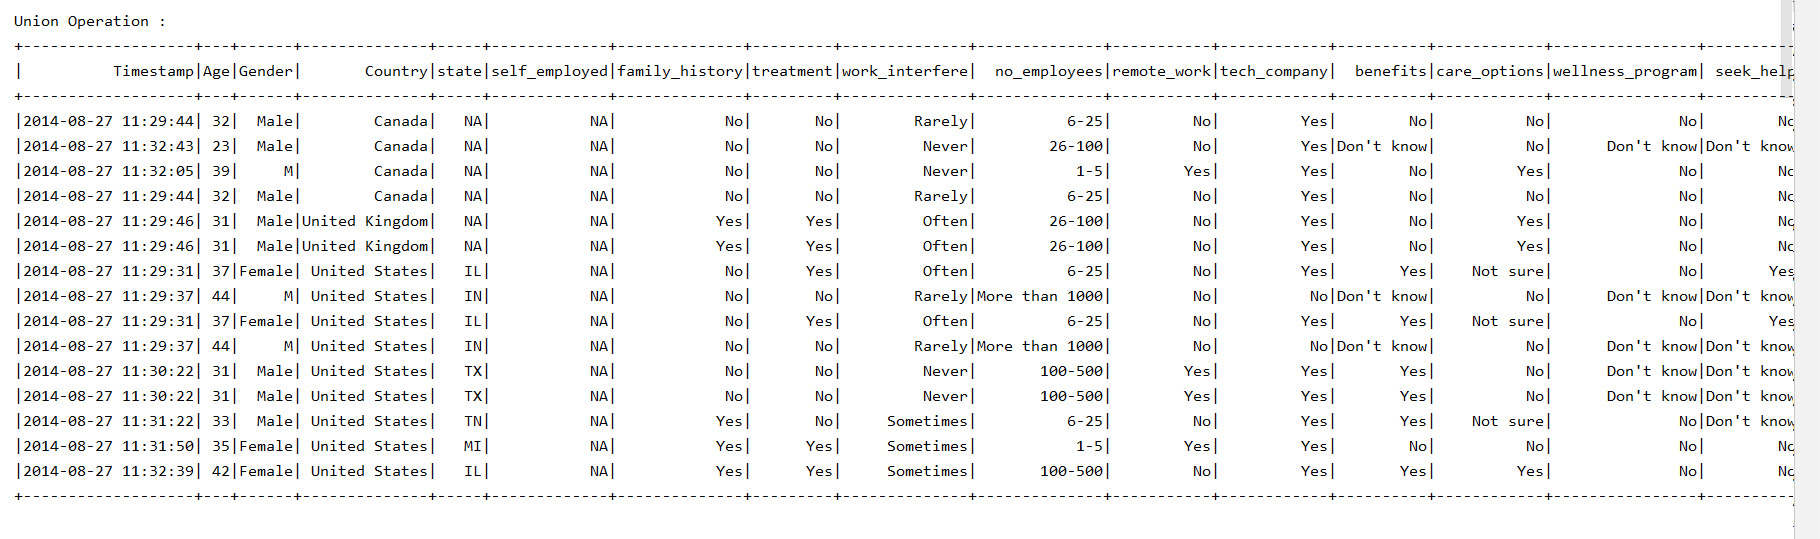 Union Operation :
+-------------------+---+------+--------------+-----+-------------+--------------+---------+--------------+--------------+-----------+------------+----------+------------+----------------+----------
|          Timestamp|Age|Gender|       Country|state|self_employed|family_history|treatment|work_interfere|  no_employees|remote_work|tech_company|  benefits|care_options|wellness_program| seek_help
+-------------------+---+------+--------------+-----+-------------+--------------+---------+--------------+--------------+-----------+------------+----------+------------+----------------+----------
|2014-08-27 11:29:44| 32|  Male|        Canada|   NA|           NA|            No|       No|        Rarely|          6-25|         No|         Yes|        No|          No|              No|        No
|2014-08-27 11:32:43| 23|  Male|        Canada|   NA|           NA|            No|       No|         Never|        26-100|         No|         Yes|Don't know|          No|      Don't know|Don't know
|2014-08-27 11:32:05| 39|     M|        Canada|   NA|           NA|            No|       No|         Never|           1-5|        Yes|         Yes|        No|         Yes|              No|        No
|2014-08-27 11:29:44| 32|  Male|        Canada|   NA|           NA|            No|       No|        Rarely|          6-25|         No|         Yes|        No|          No|              No|        No
|2014-08-27 11:29:46| 31|  Male|United Kingdom|   NA|           NA|           Yes|      Yes|         Often|        26-100|         No|         Yes|        No|         Yes|              No|        No
|2014-08-27 11:29:46| 31|  Male|United Kingdom|   NA|           NA|           Yes|      Yes|         Often|        26-100|         No|         Yes|        No|         Yes|              No|        No
|2014-08-27 11:29:31| 37|Female| United States|   IL|           NA|            No|      Yes|         Often|          6-25|         No|         Yes|       Yes|    Not sure|              No|       Yes
|2014-08-27 11:29:37| 44|     M| United States|   IN|           NA|            No|       No|        Rarely|More than 1000|         No|          No|Don't know|          No|      Don't know|Don't know
|2014-08-27 11:29:31| 37|Female| United States|   IL|           NA|            No|      Yes|         Often|          6-25|         No|         Yes|       Yes|    Not sure|              No|       Yes
|2014-08-27 11:29:37| 44|     M| United States|   IN|           NA|            No|       No|        Rarely|More than 1000|         No|          No|Don't know|          No|      Don't know|Don't know
|2014-08-27 11:30:22| 31|  Male| United States|   TX|           NA|            No|       No|         Never|       100-500|        Yes|         Yes|       Yes|          No|      Don't know|Don't know
|2014-08-27 11:30:22| 31|  Male| United States|   TX|           NA|            No|       No|         Never|       100-500|        Yes|         Yes|       Yes|          No|      Don't know|Don't know
|2014-08-27 11:31:22| 33|  Male| United States|   TN|           NA|           Yes|       No|     Sometimes|          6-25|         No|         Yes|       Yes|    Not sure|              No|Don't know
|2014-08-27 11:31:50| 35|Female| United States|   MI|           NA|           Yes|      Yes|     Sometimes|           1-5|        Yes|         Yes|        No|          No|              No|        No
|2014-08-27 11:32:39| 42|Female| United States|   IL|           NA|           Yes|      Yes|     Sometimes|       100-500|         No|         Yes|       Yes|         Yes|              No|        No
+-------------------+---+------+--------------+-----+-------------+--------------+---------+--------------+--------------+-----------+------------+----------+------------+----------------+----------